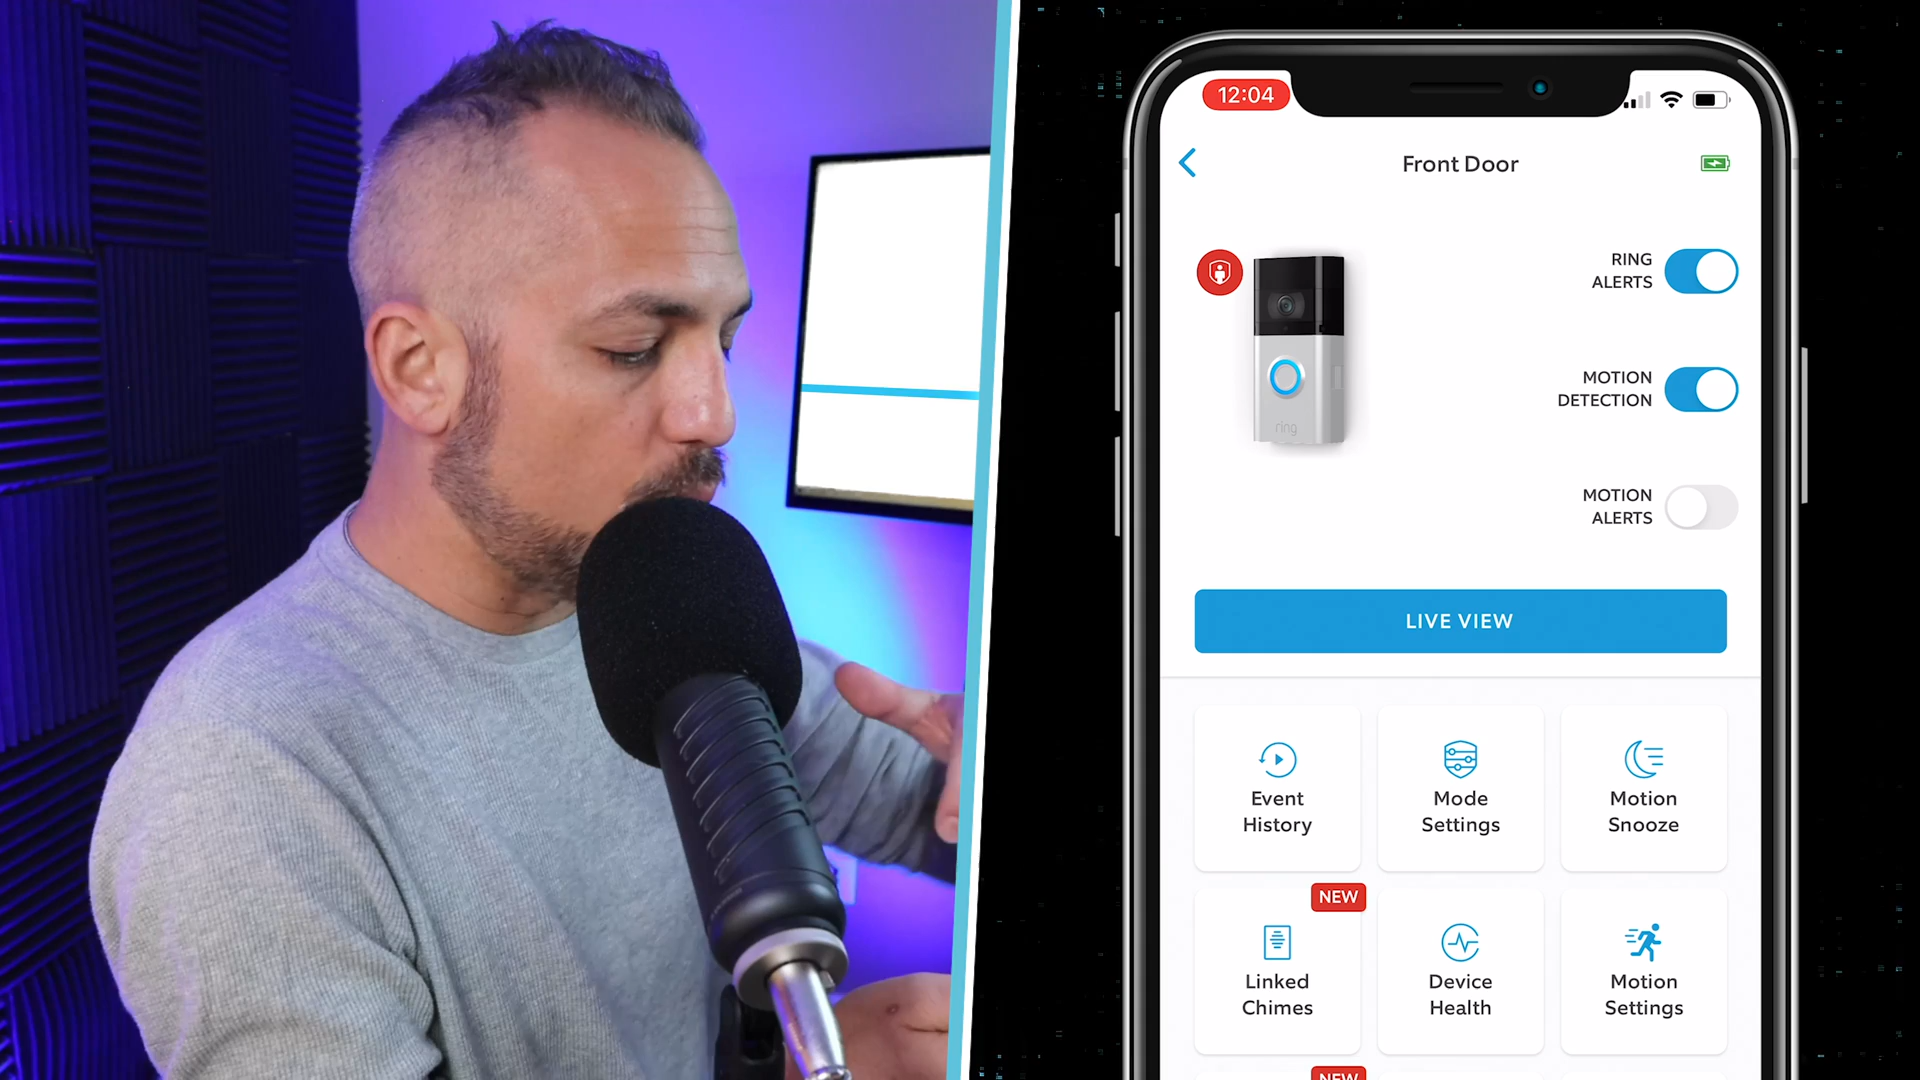 12:04
Front Door
RING
ALERTS
MOTION
DETECTION
ring
MOTION
ALERTS
LIVE VIEW
Event
History
Mode
Settings
Motion
Snooze
NEW
Linked
Chimes
Device
Health
Motion
Settings
NEW